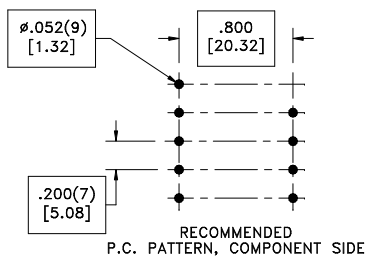 ø.052(9)
[1.32]
.800
[20.32]
.200(7)
[5.08]
RECOMMENDED
P.C. PATTERN, COMPONENT SIDE